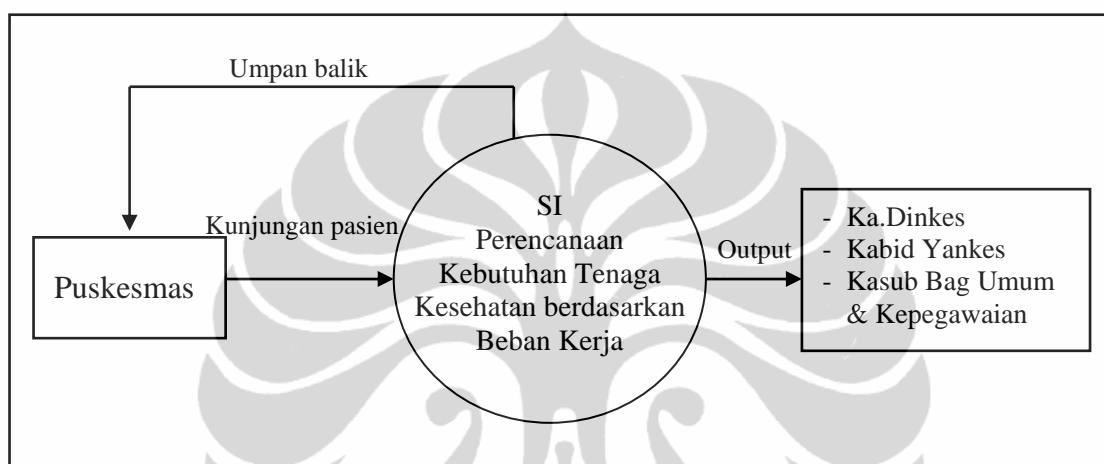 Umpan balik
Puskesmas
Kunjungan pasien
SI
Perencanaan
Kebutuhan Tenaga
Kesehatan berdasarkan
Beban Kerja
Output
- Ka.Dinkes
- Kabid Yankes
- Kasub Bag Umum
& Kepegawaian